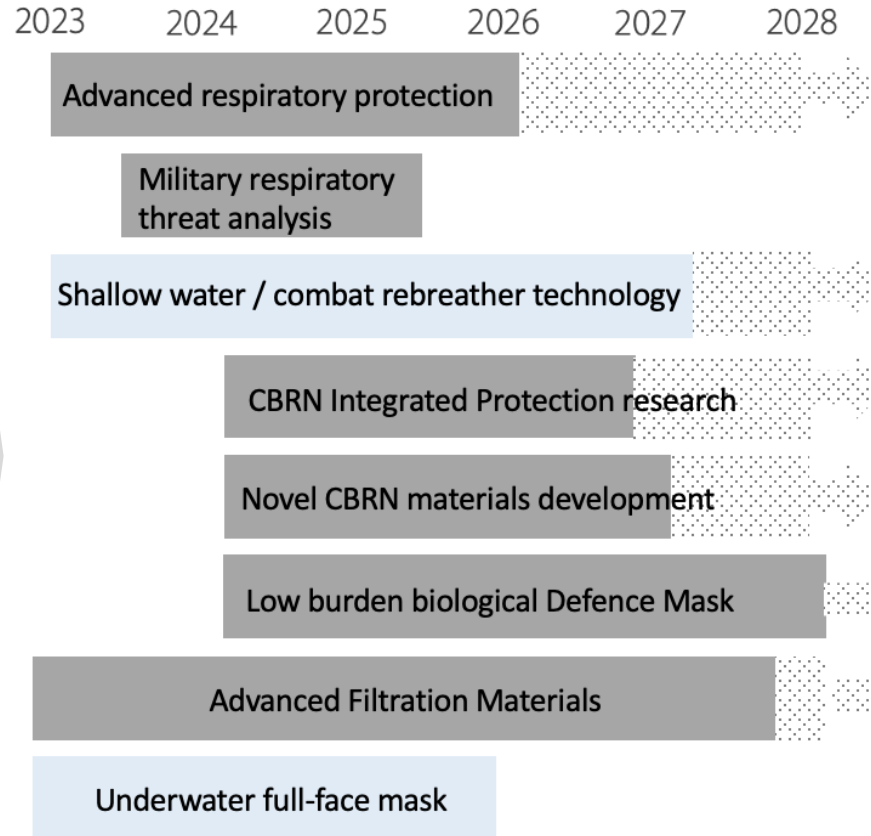 2023 2024 2025 2026 2027 2028
Advanced respiratory protection
Military respiratory
threat analysis
Shallow water / combat rebreather technology
CBRN Integrated Protection research
Novel CBRN materials development
Low burden biological Defence Mask
Advanced Filtration Materials
Underwater full-face mask